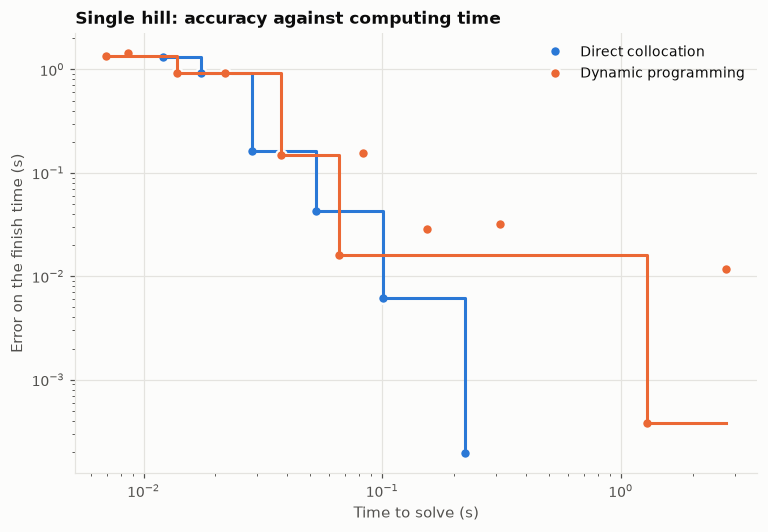 Single hill: accuracy against computing time
Direct collocation
Dynamic programming
Error on the finish time (s)
10⁰
10⁻¹
10⁻²
10⁻³
10⁻² 10⁻¹ 10⁰
Time to solve (s)